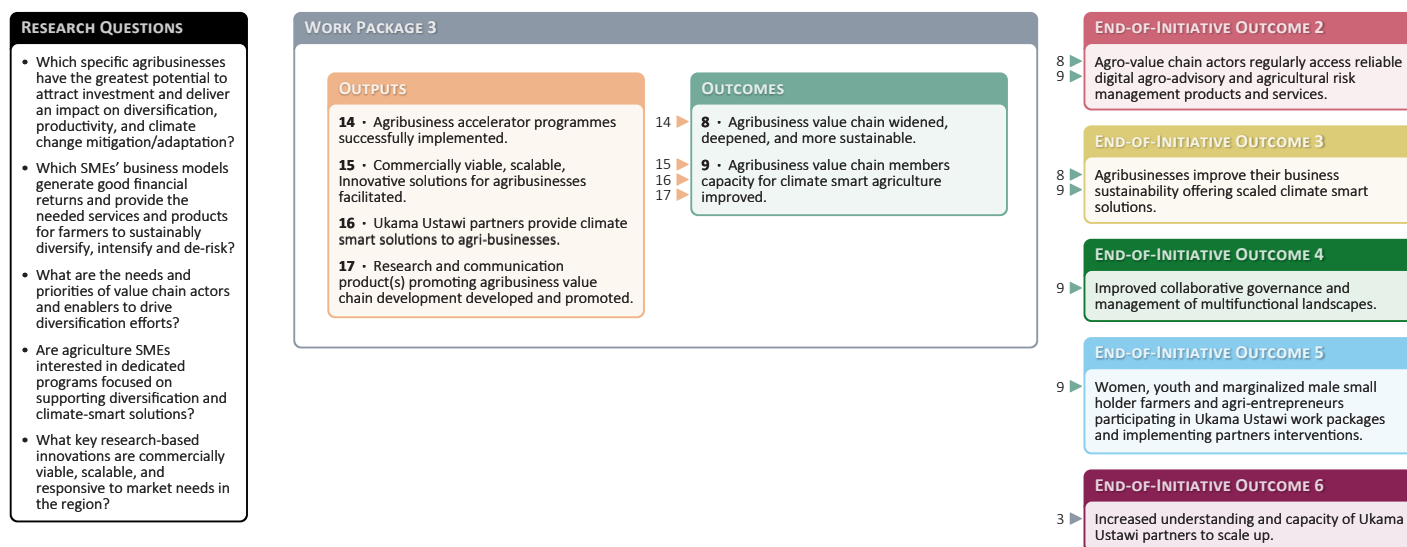 RESEARCH QUESTIONS
• Which specific agribusinesses
have the greatest potential to
attract investment and deliver
an impact on diversification,
productivity, and climate
change mitigation/adaptation?
• Which SMEs’ business models
generate good financial
returns and provide the
needed services and products
for farmers to sustainably
diversify, intensify and de-risk?
• What are the needs and
priorities of value chain actors
and enablers to drive
diversification efforts?
• Are agriculture SMEs
interested in dedicated
programs focused on
supporting diversification and
climate-smart solutions?
• What key research-based
innovations are commercially
viable, scalable, and
responsive to market needs in
the region?
WORK PACKAGE 3
OUTPUTS
14 · Agribusiness accelerator programmes
successfully implemented.
15 · Commercially viable, scalable,
Innovative solutions for agribusinesses
facilitated.
16 · Ukama Ustawi partners provide climate
smart solutions to agri-businesses.
17 · Research and communication
product(s) promoting agribusiness value
chain development developed and promoted.
OUTCOMES
14
8 · Agribusiness value chain widened,
deepened, and more sustainable.
15
16
17
9 · Agribusiness value chain members
capacity for climate smart agriculture
improved.
END-OF-INITIATIVE OUTCOME 2
8
9
Agro-value chain actors regularly access reliable
digital agro-advisory and agricultural risk
management products and services.
END-OF-INITIATIVE OUTCOME 3
8
9
Agribusinesses improve their business
sustainability offering scaled climate smart
solutions.
END-OF-INITIATIVE OUTCOME 4
9
Improved collaborative governance and
management of multifunctional landscapes.
END-OF-INITIATIVE OUTCOME 5
9
Women, youth and marginalized male small
holder farmers and agri-entrepreneurs
participating in Ukama Ustawi work packages
and implementing partners interventions.
END-OF-INITIATIVE OUTCOME 6
3
Increased understanding and capacity of Ukama
Ustawi partners to scale up.